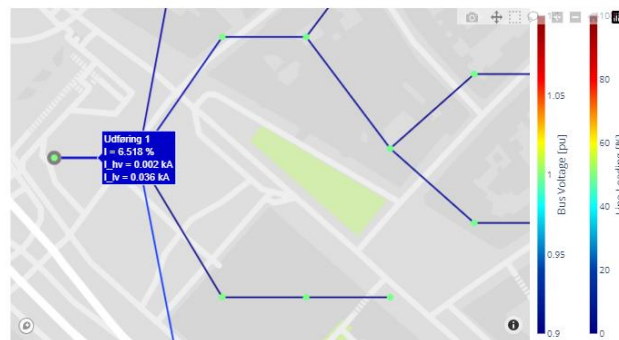 Udføring 1
I = 6.518 %
I_hv = 0.002 kA
I_lv = 0.036 kA
1.05
1
0.95
0.9
Bus Voltage [pu]
80
60
40
20
0